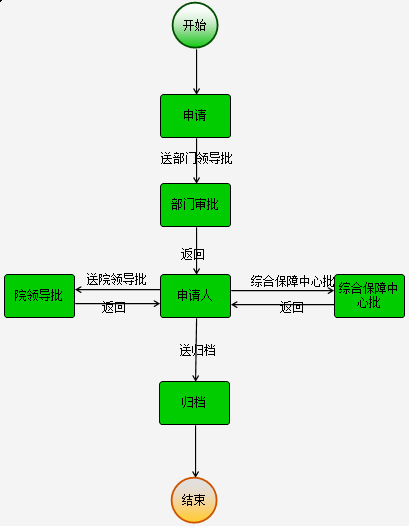 开始
申请
送部门领导批
部门审批
返回
送院领导批
综合保障中心批
院领导批
申请人
综合保障中
心批
返回
返回
送归档
归档
结束